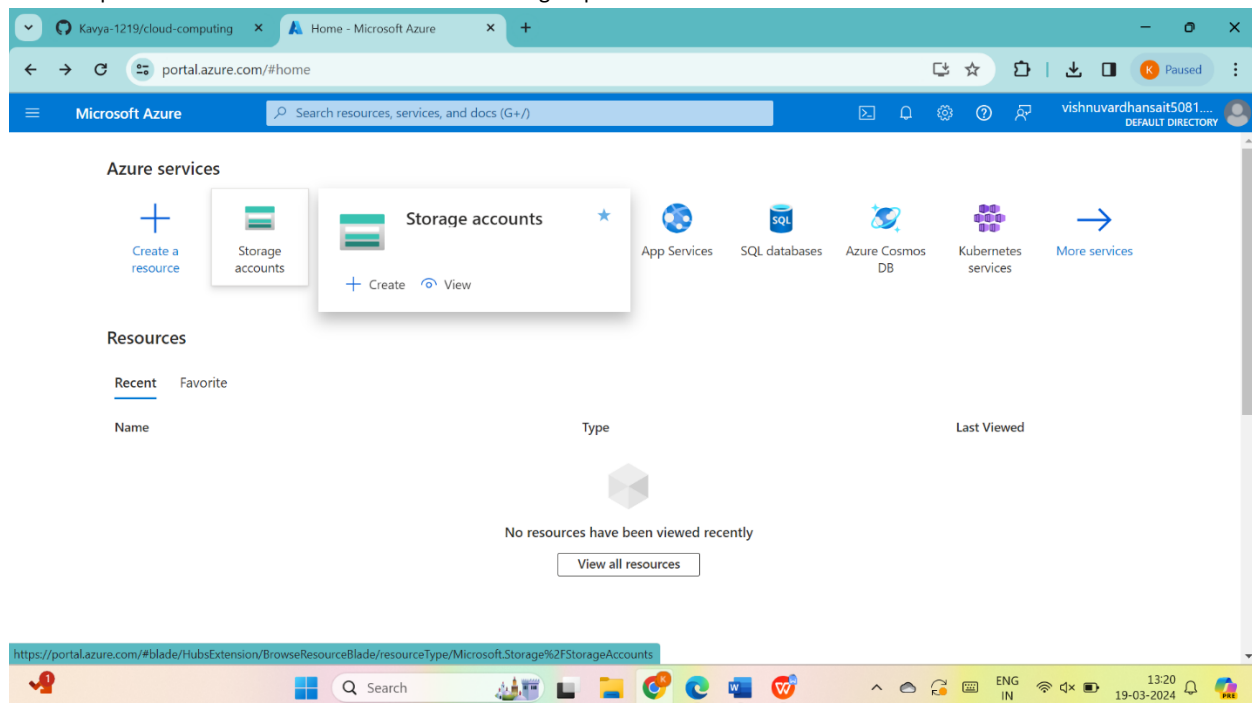 Kavya-1219/cloud-computing
Home - Microsoft Azure
portal.azure.com/#home
K Paused
Microsoft Azure
Search resources, services, and docs (G+/)
vishnuvardhansait5081....
DEFAULT DIRECTORY
Azure services
Create a
resource
Storage
accounts
Storage accounts
Create View
App Services
SQL
SQL databases
Azure Cosmos
DB
Kubernetes
services
More services
Resources
Recent Favorite
Name Type Last Viewed
No resources have been viewed recently
View all resources
https://portal.azure.com/#blade/HubsExtension/BrowseResourceBlade/resourceType/Microsoft.Storage%2FStorageAccounts
Search
ENG
IN
13:20
19-03-2024
PRE